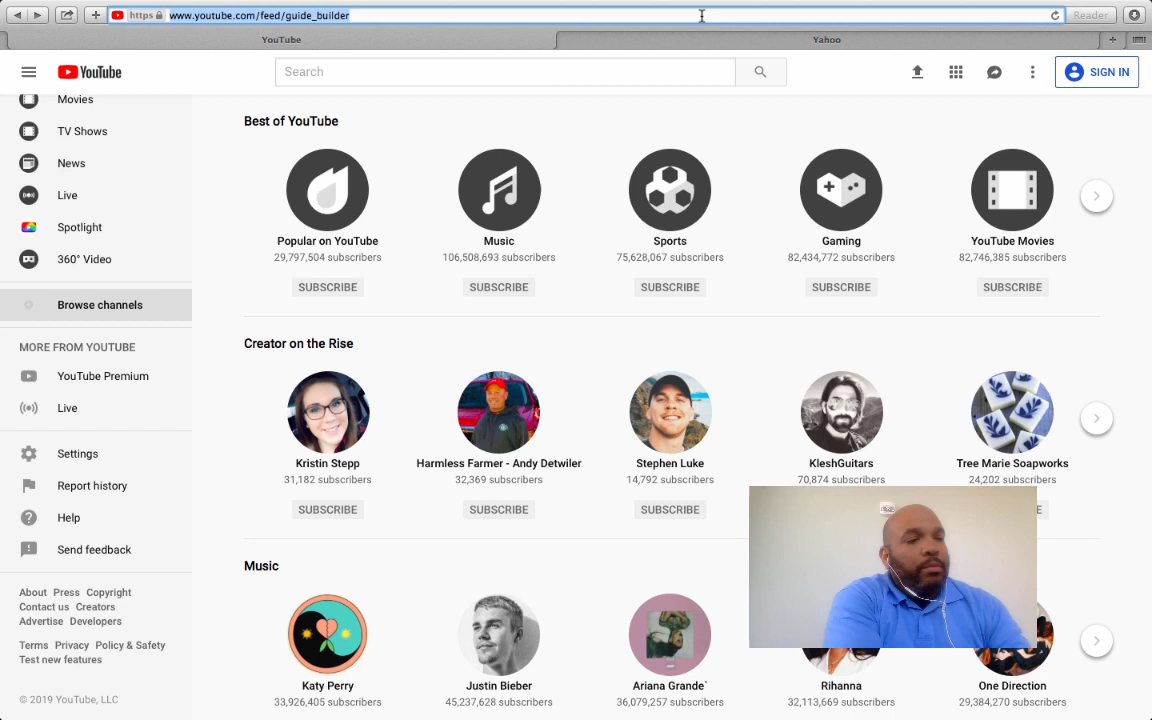 https www.youtube.com/feed/guide_builder Reader
YouTube Yahoo
YouTube Search SIGN IN
Movies
TV Shows
News
Live
Spotlight
360° Video
Browse channels
MORE FROM YOUTUBE
YouTube Premium
Live
Settings
Report history
Help
Send feedback
About Press Copyright
Contact us Creators
Advertise Developers
Terms Privacy Policy & Safety
Test new features
© 2019 YouTube, LLC
Best of YouTube
Popular on YouTube Music Sports Gaming YouTube Movies
29,797,504 subscribers 106,508,693 subscribers 75,628,067 subscribers 82,434,772 subscribers 82,746,385 subscribers
SUBSCRIBE SUBSCRIBE SUBSCRIBE SUBSCRIBE SUBSCRIBE
Creator on the Rise
Kristin Stepp Harmless Farmer - Andy Detwiler Stephen Luke KleshGuitars Tree Marie Soapworks
31,182 subscribers 32,369 subscribers 14,792 subscribers 70,874 subscribers 24,202 subscribers
SUBSCRIBE SUBSCRIBE SUBSCRIBE
Music
Katy Perry Justin Bieber Ariana Grande Rihanna One Direction
33,926,405 subscribers 45,237,628 subscribers 36,079,257 subscribers 32,113,669 subscribers 29,384,270 subscribers